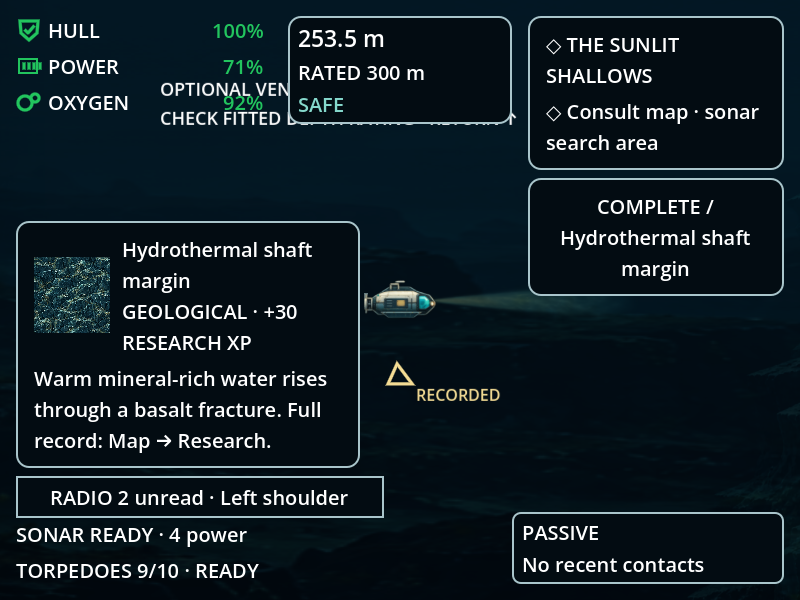 HULL 100%
POWER 71%
OXYGEN 92%
OPTIONAL
CHECK FITTED
253.5 m
RATED 300 m
SAFE
◇ THE SUNLIT
SHALLOWS
◇ Consult map · sonar
search area
COMPLETE /
Hydrothermal shaft
margin
Hydrothermal shaft
margin
GEOLOGICAL · +30
RESEARCH XP
Warm mineral-rich water rises
through a basalt fracture. Full
record: Map → Research.
RECORDED
RADIO 2 unread · Left shoulder
SONAR READY · 4 power
TORPEDOES 9/10 · READY
PASSIVE
No recent contacts